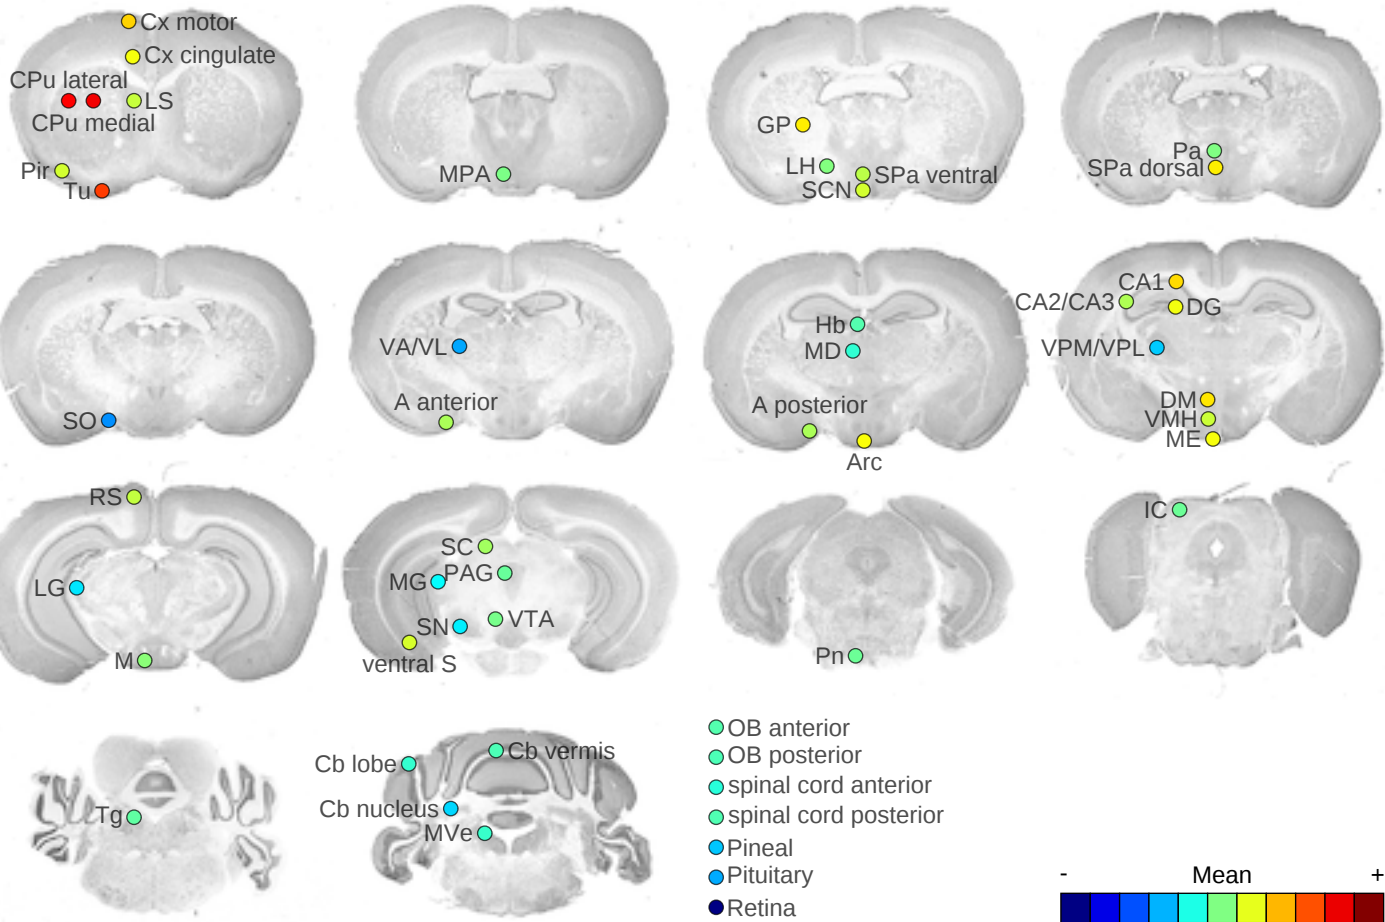 Cx motor
Cx cingulate
CPu lateral
LS
CPu medial
Pir
Tu
MPA
GP
LH
SPa ventral
SCN
Pa
SPa dorsal
SO
VA/VL
A anterior
Hb
MD
A posterior
Arc
CA1
CA2/CA3
DG
VPM/VPL
DM
VMH
ME
RS
LG
M
SC
PAG
MG
VTA
SN
ventral S
Pn
IC
Tg
Cb lobe
Cb vermis
Cb nucleus
MVe
OB anterior
OB posterior
spinal cord anterior
spinal cord posterior
Pineal
Pituitary
Retina
- Mean +